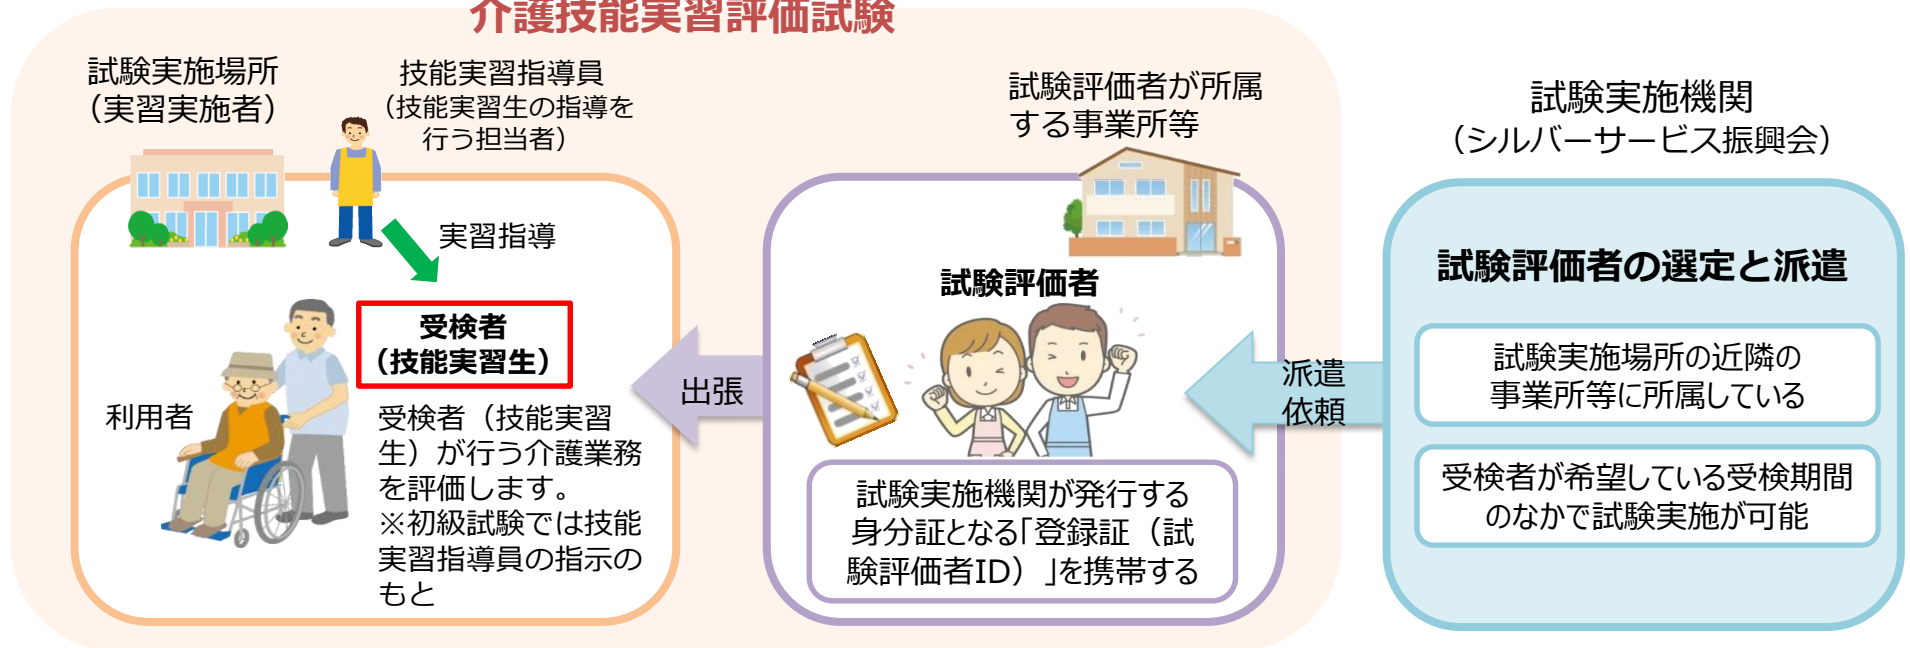 介護技能実習評価試験
試験実施場所
（実習実施者）
技能実習指導員
（技能実習生の指導を
行う担当者）
実習指導
受検者
（技能実習生）
利用者
受検者（技能実習
生）が行う介護業務
を評価します。
※初級試験では技能
実習指導員の指示の
もと
出張
試験評価者が所属
する事業所等
試験評価者
試験実施機関が発行する
身分証となる「登録証（試
験評価者ID）」を携帯する
派遣
依頼
試験実施機関
（シルバーサービス振興会）
試験評価者の選定と派遣
試験実施場所の近隣の
事業所等に所属している
受検者が希望している受検期間
のなかで試験実施が可能